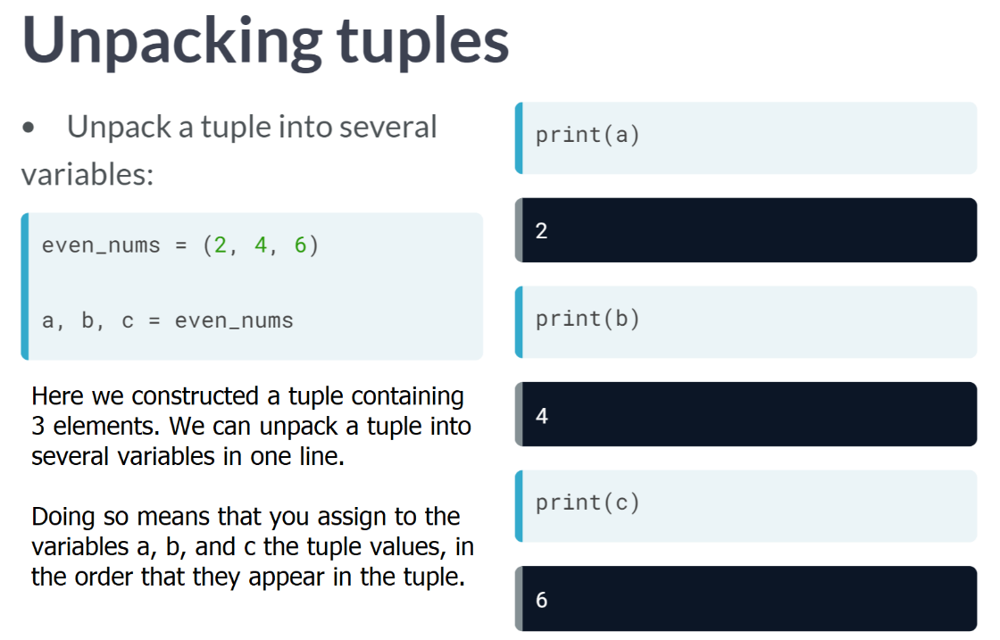 Unpacking tuples
• Unpack a tuple into several
variables:
even_nums = (2, 4, 6)
a, b, c = even_nums
Here we constructed a tuple containing
3 elements. We can unpack a tuple into
several variables in one line.
Doing so means that you assign to the
variables a, b, and c the tuple values, in
the order that they appear in the tuple.
print(a)
2
print(b)
4
print(c)
6